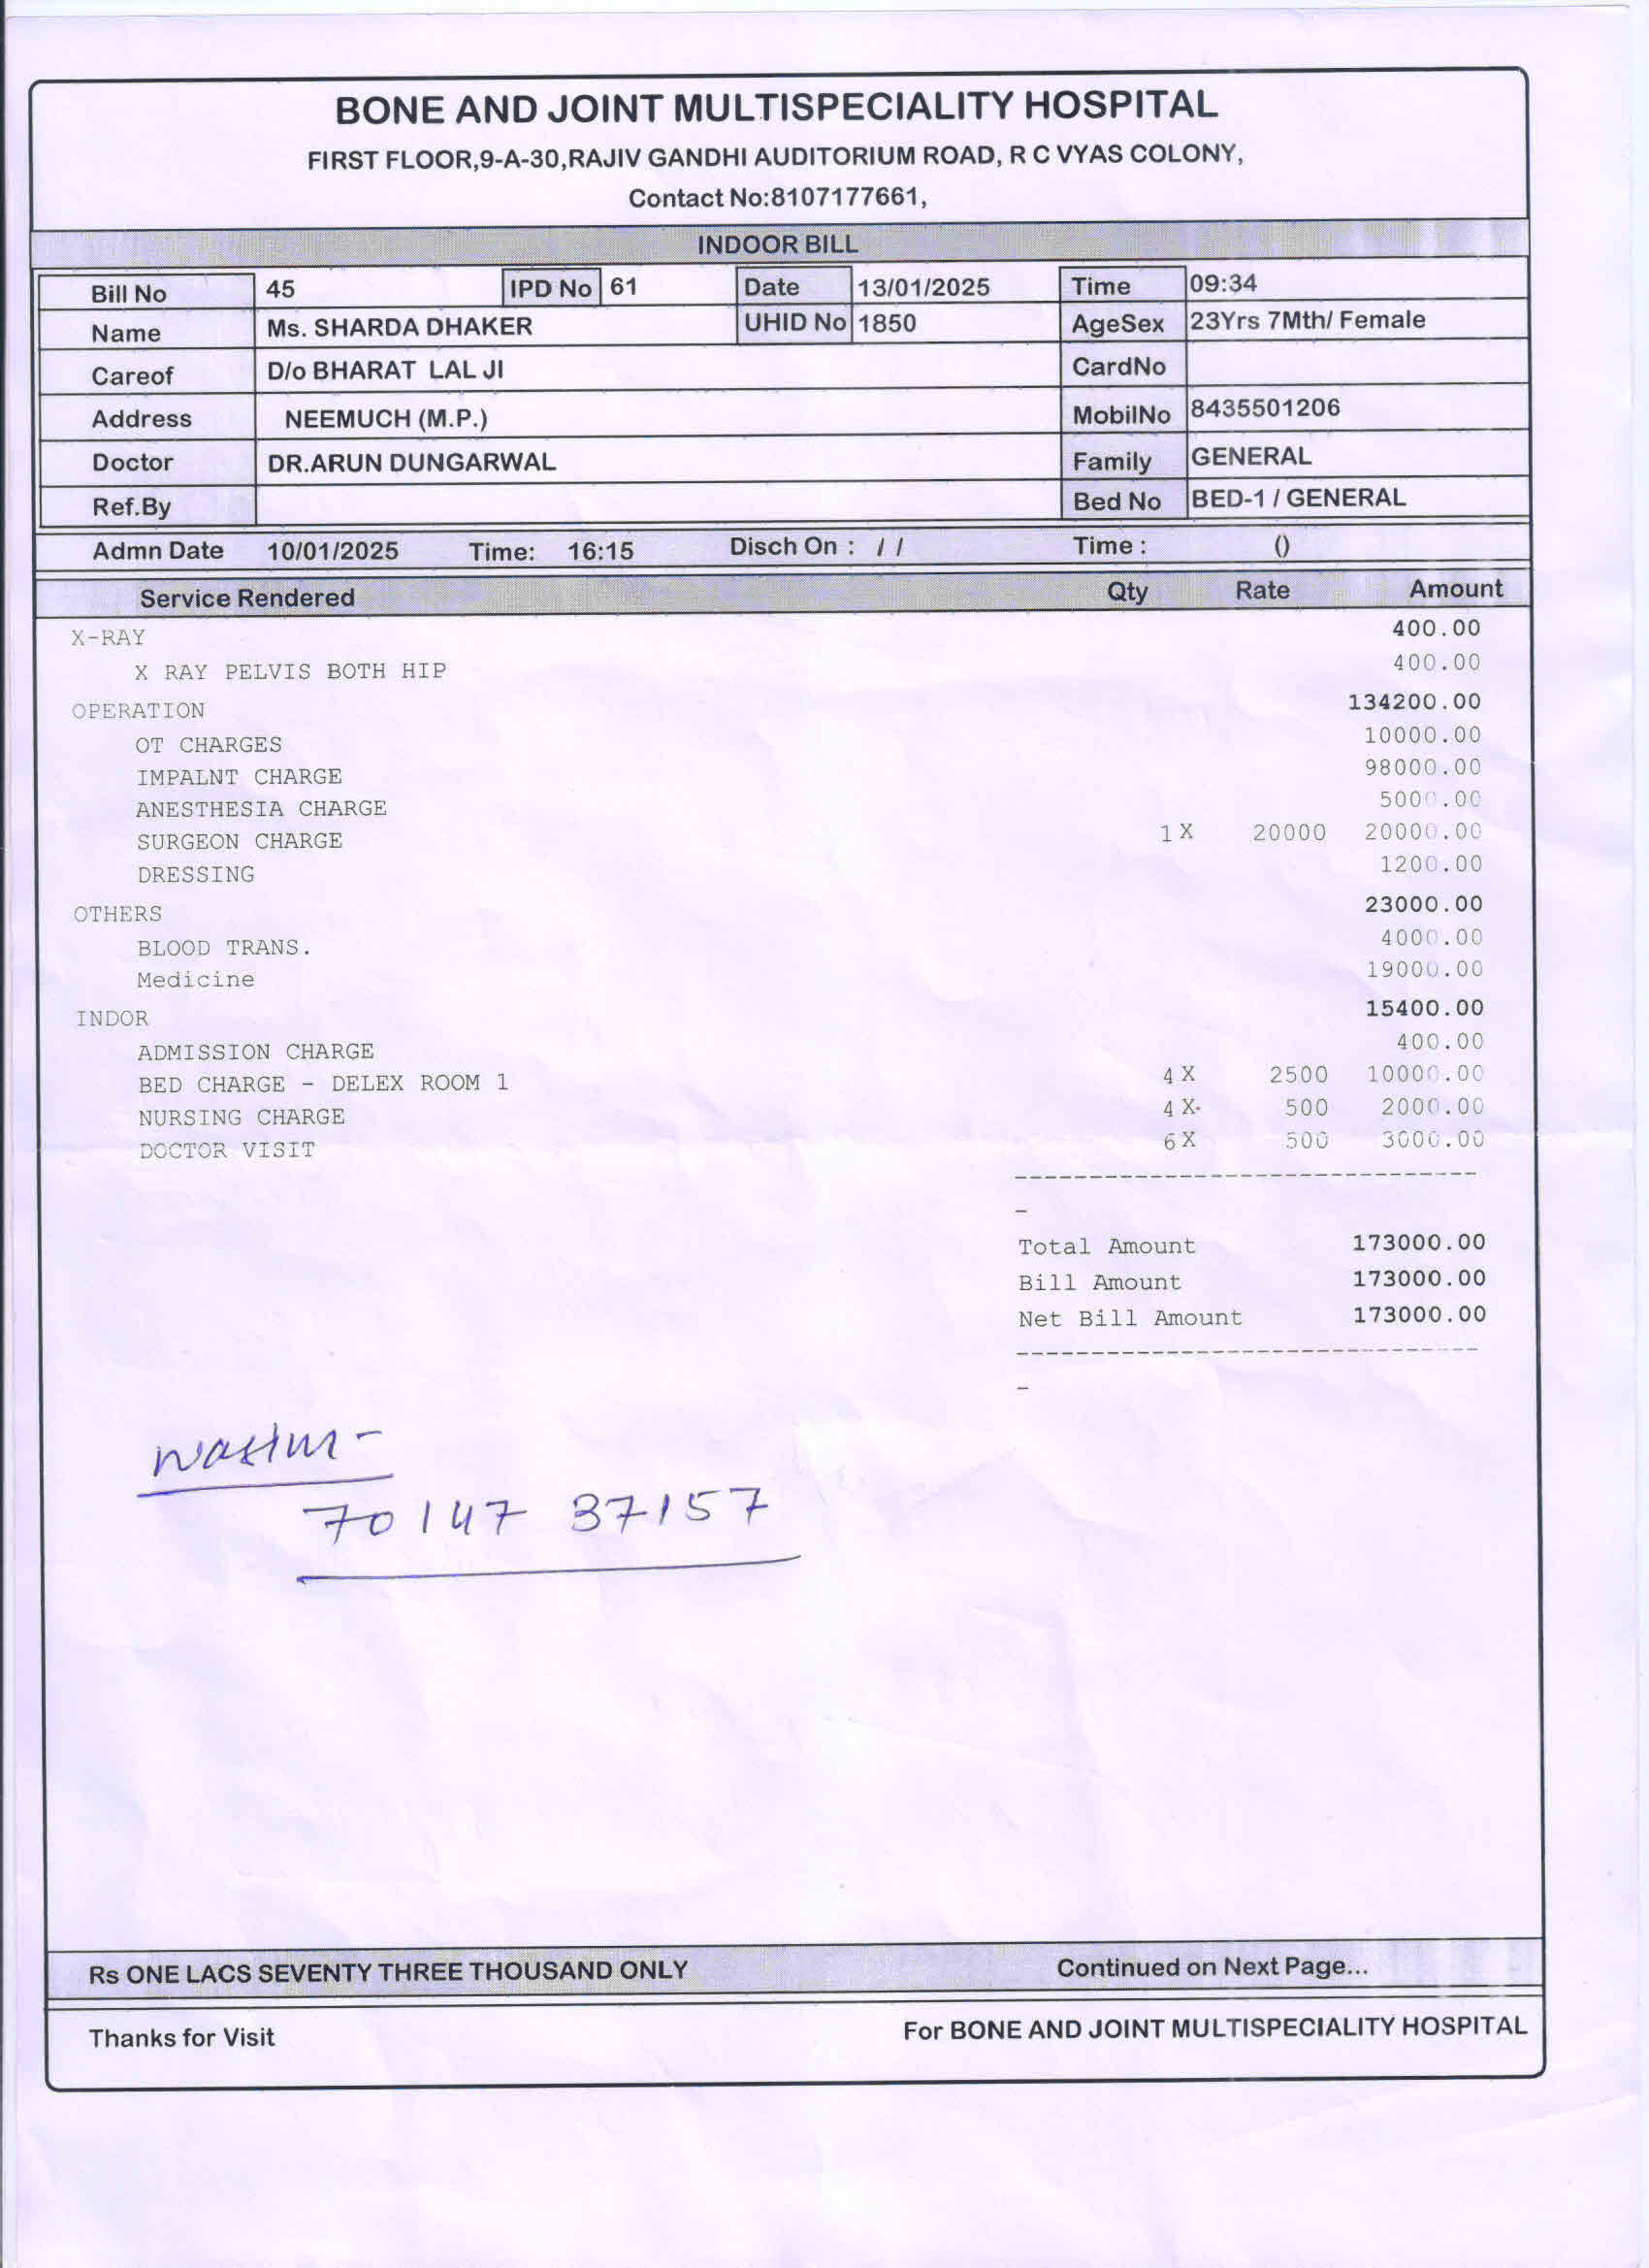 BONE AND JOINT MULTISPECIALITY HOSPITAL
FIRST FLOOR,9-A-30,RAJIV GANDHI AUDITORIUM ROAD, R C VYAS COLONY,
Contact No:8107177661,
INDOOR BILL
Bill No 45 IPD No 61 Date 13/01/2025 Time 09:34
Name Ms. SHARDA DHAKER UHID No 1850 AgeSex 23Yrs 7Mth/ Female
Careof D/o BHARAT LAL JI CardNo
Address NEEMUCH (M.P.) MobilNo 8435501206
Doctor DR.ARUN DUNGARWAL Family GENERAL
Ref.By Bed No BED-1 / GENERAL
Admn Date 10/01/2025 Time: 16:15 Disch On : / / Time : ()
Service Rendered Qty Rate Amount
X-RAY 400.00
X RAY PELVIS BOTH HIP 400.00
OPERATION 134200.00
OT CHARGES 10000.00
IMPALNT CHARGE 98000.00
ANESTHESIA CHARGE 5000.00
SURGEON CHARGE 1 X 20000 20000.00
DRESSING 1200.00
OTHERS 23000.00
BLOOD TRANS. 4000.00
Medicine 19000.00
INDOR 15400.00
ADMISSION CHARGE 400.00
BED CHARGE - DELEX ROOM 1 4 X 2500 10000.00
NURSING CHARGE 4 X 500 2000.00
DOCTOR VISIT 6 X 500 3000.00
-------------------------------
-
Total Amount 173000.00
Bill Amount 173000.00
Net Bill Amount 173000.00
-------------------------------
-
70147 37157
Rs ONE LACS SEVENTY THREE THOUSAND ONLY Continued on Next Page...
Thanks for Visit For BONE AND JOINT MULTISPECIALITY HOSPITAL